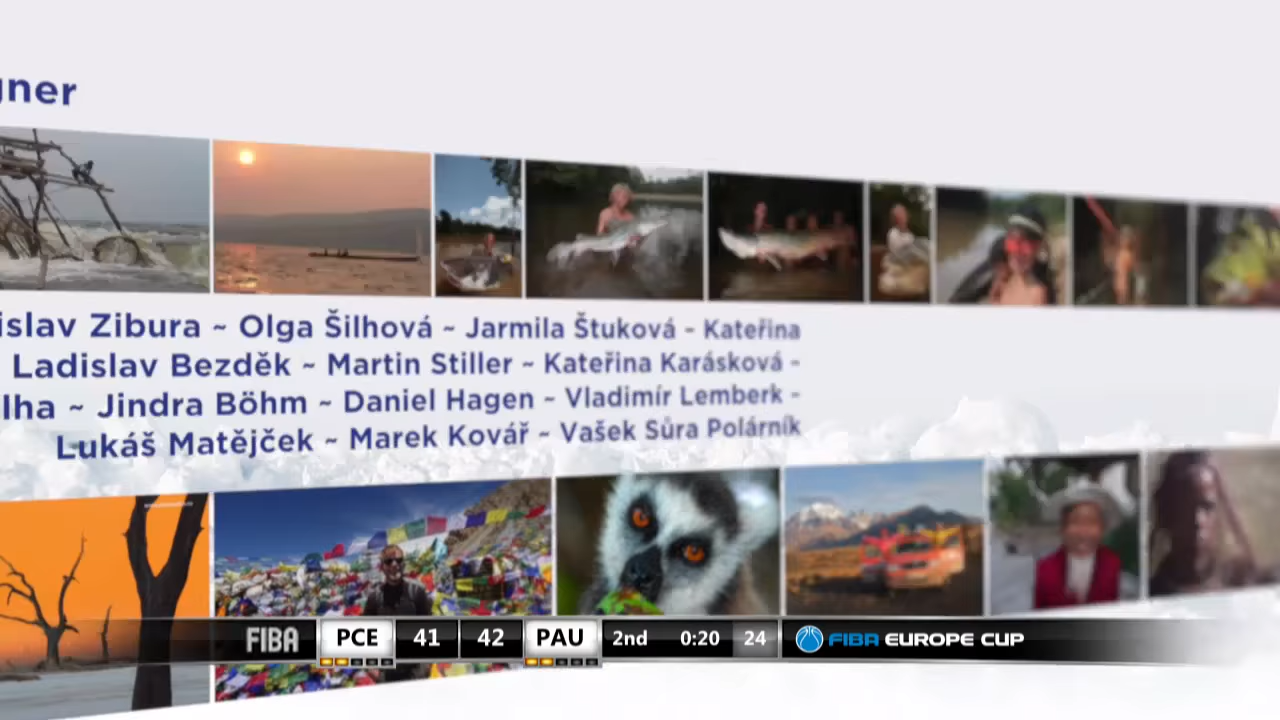 gner
islav Zibura ~ Olga Šilhová ~ Jarmila Štuková - Kateřina
Ladislav Bezděk ~ Martin Stiller ~ Kateřina Karásková -
lha ~ Jindra Böhm ~ Daniel Hagen ~ Vladimír Lemberk -
Lukáš Matějček ~ Marek Kovář ~ Vašek Sůra Polárník
FIBA PCE 41 42 PAU 2nd 0:20 24 FIBA EUROPE CUP